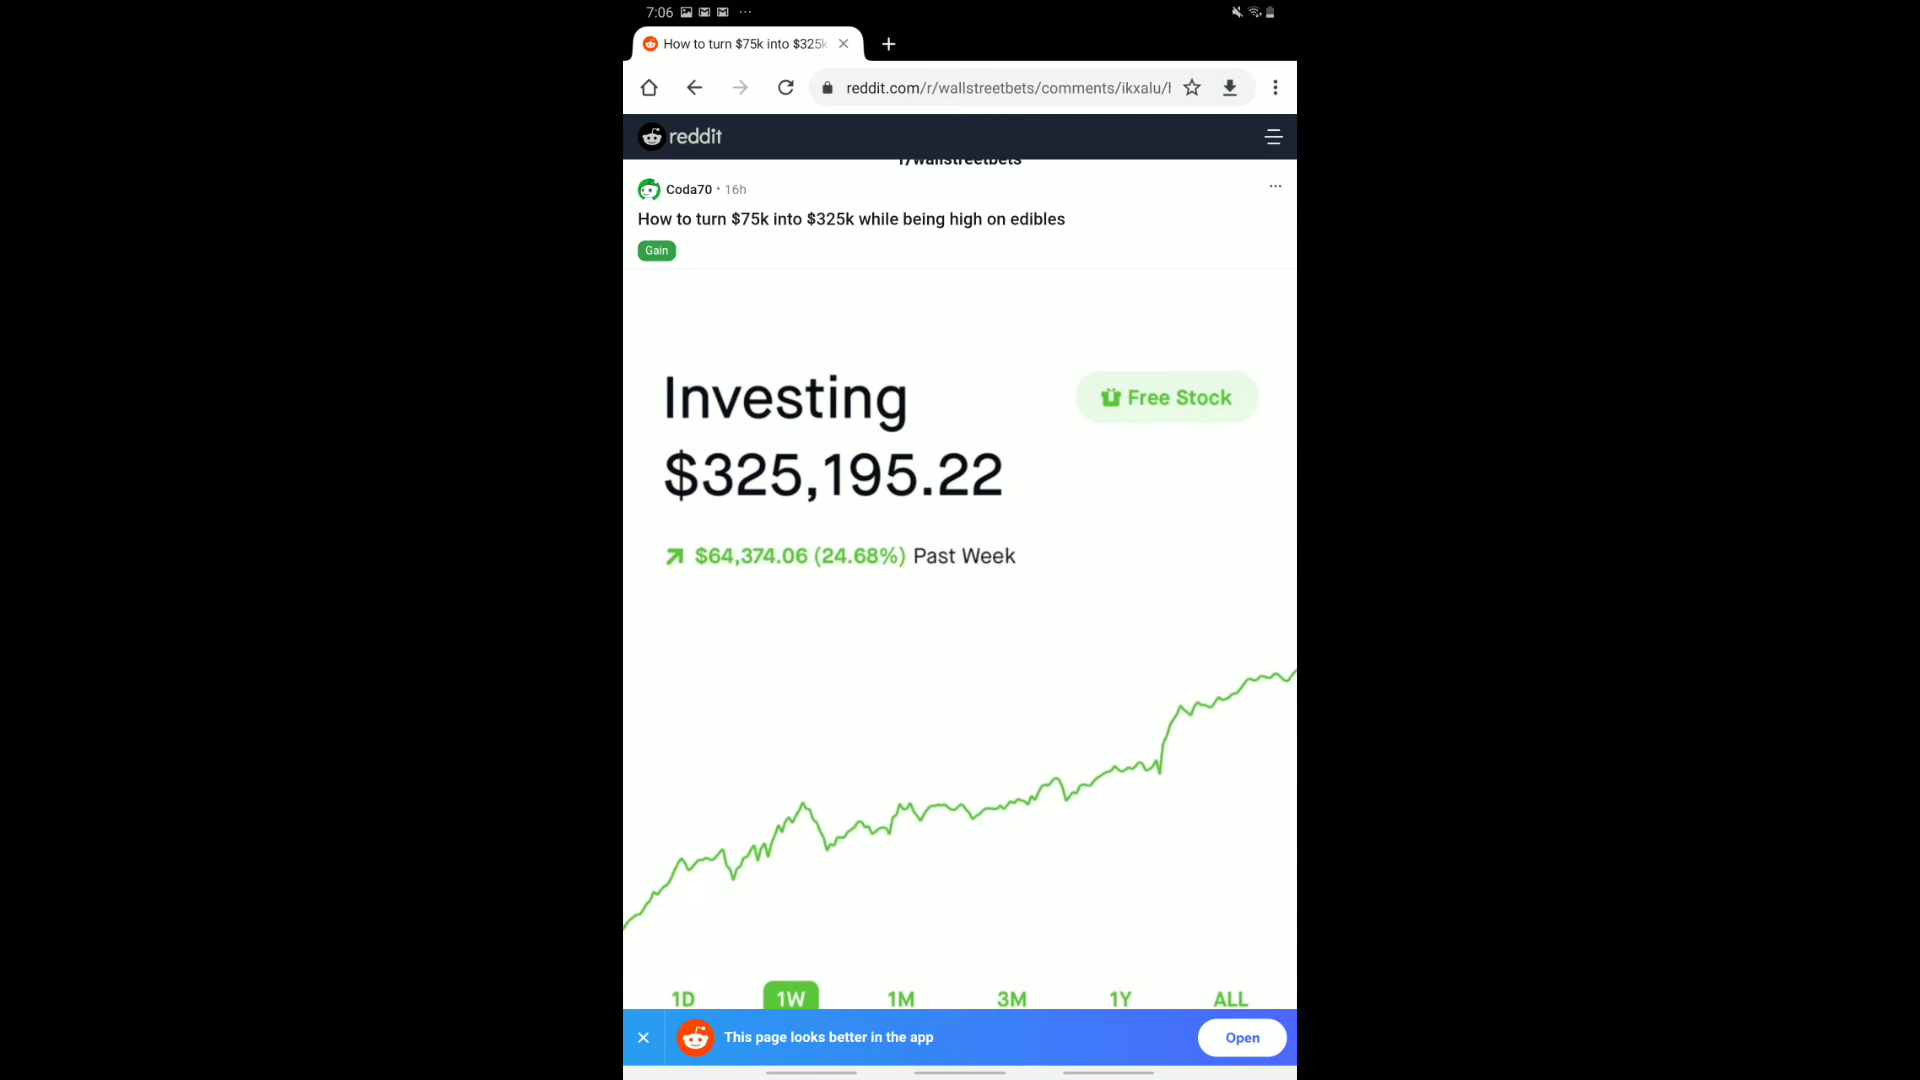 7:06
How to turn $75k into $325k
reddit.com/r/wallstreetbets/comments/ikxalu/
reddit
r/wallstreetbets
Coda70 • 16h
How to turn $75k into $325k while being high on edibles
Gain
Investing
Free Stock
$325,195.22
$64,374.06 (24.68%) Past Week
1D 1W 1M 3M 1Y ALL
This page looks better in the app
Open